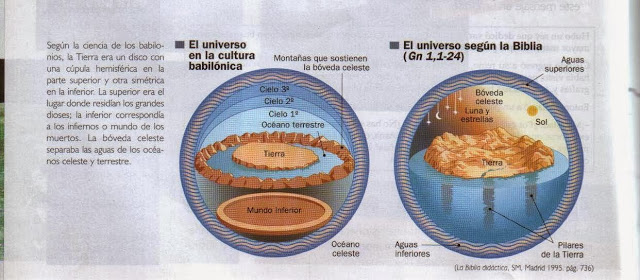 Según la ciencia de los babilo-
nios, la Tierra era un disco con
una cúpula hemisférica en la
parte superior y otra simétrica
en la inferior. La superior era el
lugar donde residían los grandes
dioses; la inferior correspondía
a los infiernos o mundo de los
muertos. La bóveda celeste
separaba las aguas de los océa-
nos celeste y terrestre.
El universo
en la cultura
babilónica
Montañas que sostienen
la bóveda celeste
Cielo 3º
Cielo 2º
Cielo 1º
Océano terrestre
Tierra
Mundo inferior
Océano
celeste
El universo según la Biblia
(Gn 1,1-24)
Aguas
superiores
Bóveda
celeste
Luna y
estrellas
Sol
Tierra
Aguas
inferiores
Pilares
de la Tierra
(La Biblia didáctica, SM, Madrid 1995. pág. 736)